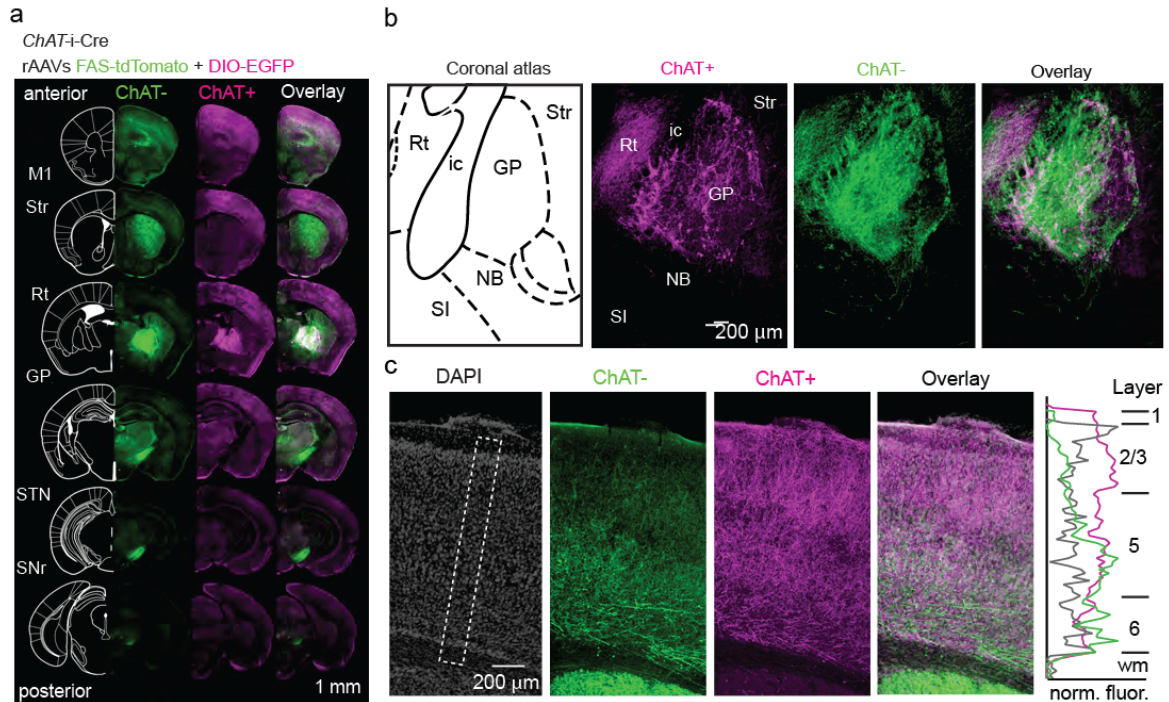 a
ChAT-i-Cre
rAAVs FAS-tdTomato + DIO-EGFP
anterior ChAT- ChAT+ Overlay
M1
Str
Rt
GP
STN
SNr
posterior 1 mm
b
Coronal atlas ChAT+ ChAT- Overlay
Rt ic GP Str
NB
SI
Rt ic Str
GP
NB
SI
200 µm
c
DAPI ChAT- ChAT+ Overlay Layer
1
2/3
5
6
wm
200 µm
norm. fluor.